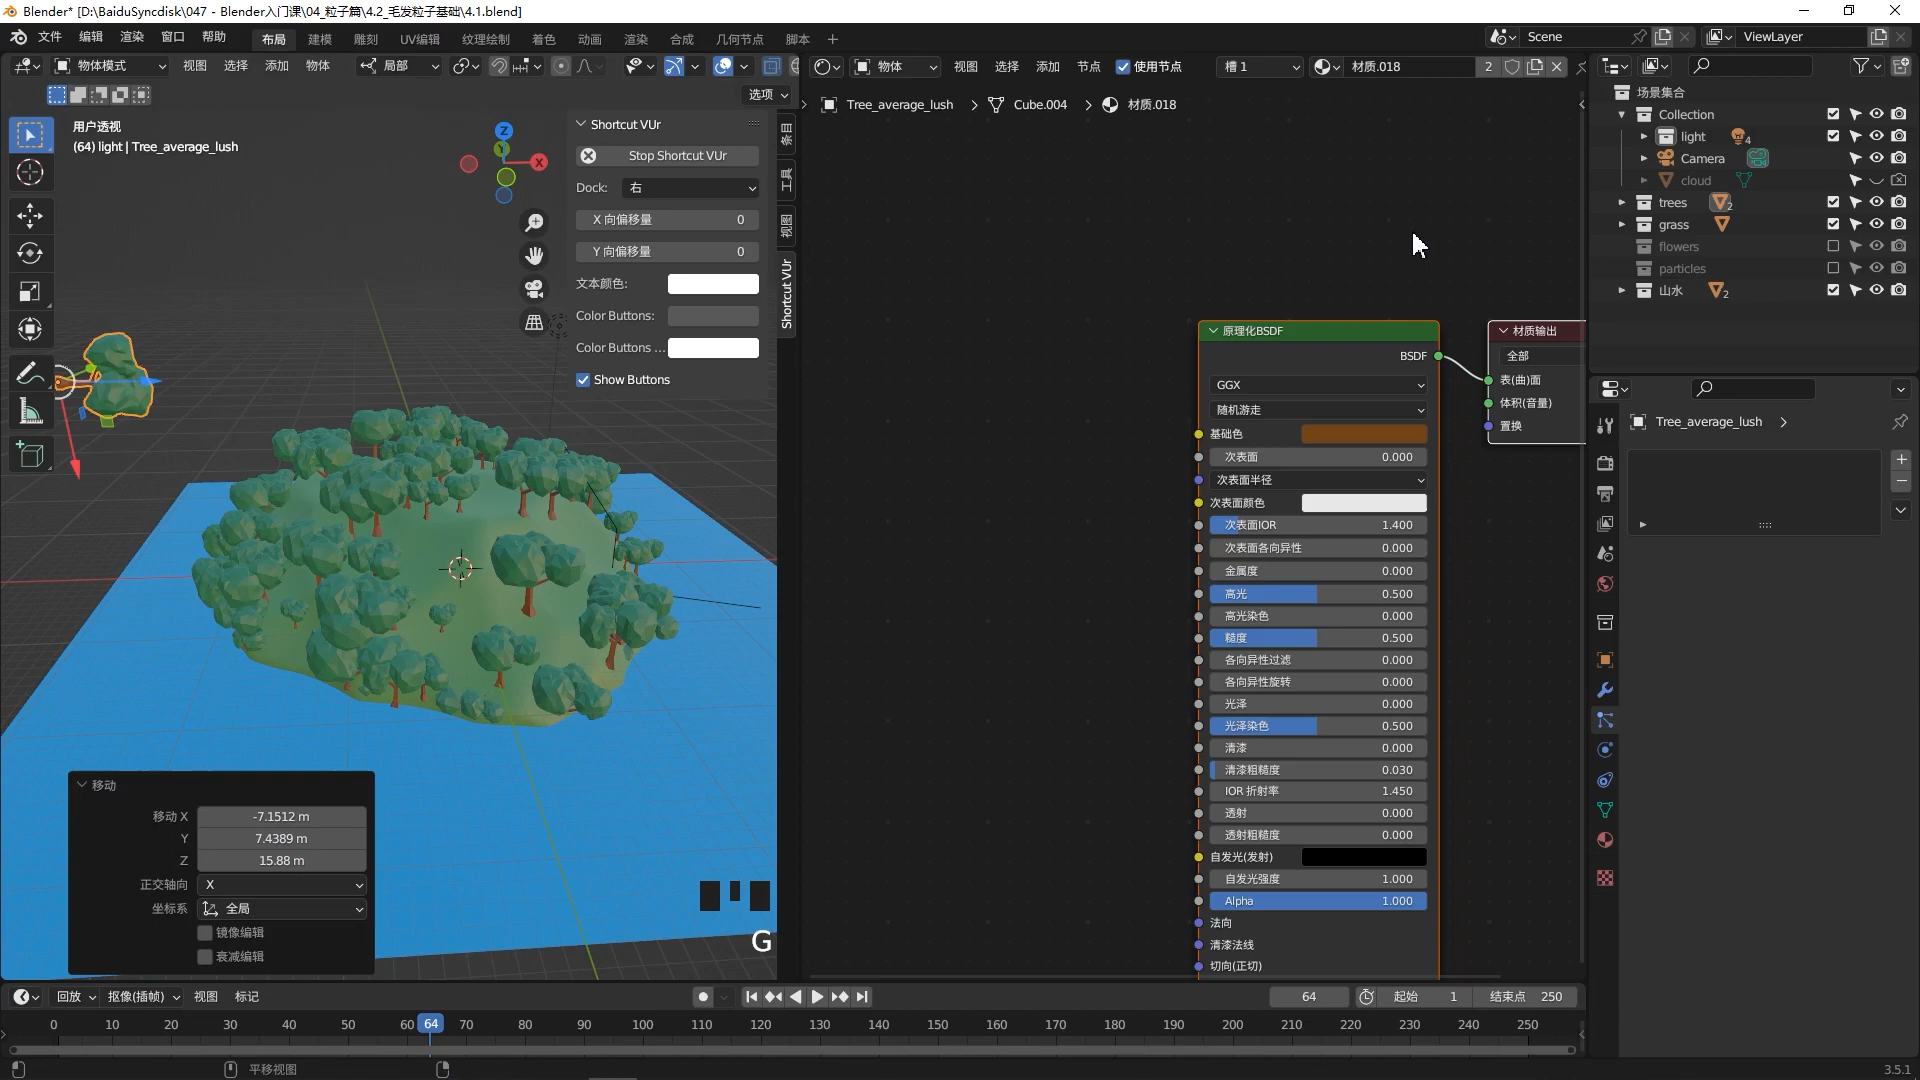 Blender* [D:\BaiduSyncdisk\047 - Blender入门课\04_粒子篇\4.2_毛发粒子基础\4.1.blend]
文件 编辑 渲染 窗口 帮助 布局 建模 雕刻 UV编辑 纹理绘制 着色 动画 渲染 合成 几何节点 脚本 + Scene ViewLayer
物体模式 视图 选择 添加 物体 局部 物体 视图 选择 添加 节点 使用节点 槽 1 材质.018 2
选项
Tree_average_lush > Cube.004 > 材质.018
用户透视
(64) light | Tree_average_lush
Z
Y
X
Shortcut VUr
Stop Shortcut VUr
Dock: 右
X 向偏移量 0
Y 向偏移量 0
文本颜色:
Color Buttons:
Color Buttons ...
Show Buttons
条目
工具
视图
Shortcut VUr
原理化BSDF
BSDF
GGX
随机游走
基础色
次表面 0.000
次表面半径
次表面颜色
次表面IOR 1.400
次表面各向异性 0.000
金属度 0.000
高光 0.500
高光染色 0.000
糙度 0.500
各向异性过滤 0.000
各向异性旋转 0.000
光泽 0.000
光泽染色 0.500
清漆 0.000
清漆粗糙度 0.030
IOR 折射率 1.450
透射 0.000
透射粗糙度 0.000
自发光(发射)
自发光强度 1.000
Alpha 1.000
法向
清漆法线
切向(正切)
材质输出
全部
表(曲)面
体积(音量)
置换
场景集合
Collection
light 4
Camera
cloud
trees 2
grass
flowers
particles
山水 2
Tree_average_lush >
移动
移动 X -7.1512 m
Y 7.4389 m
Z 15.88 m
正交轴向 X
坐标系 全局
镜像编辑
衰减编辑
G
回放 抠像(插帧) 视图 标记 64 起始 1 结束点 250
0 10 20 30 40 50 60 64 70 80 90 100 110 120 130 140 150 160 170 180 190 200 210 220 230 240 250
平移视图 3.5.1